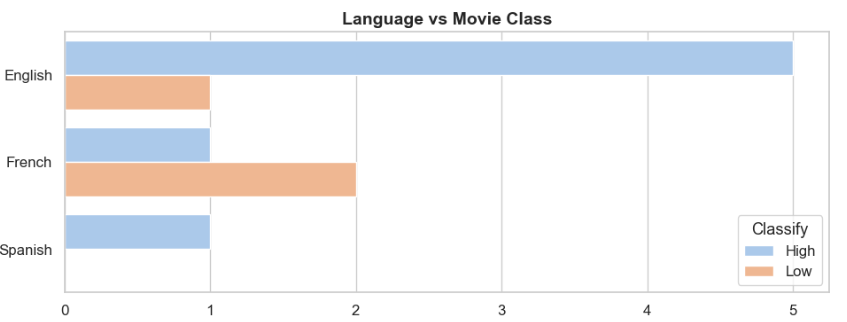 Language vs Movie Class
English
French
Spanish
Classify
High
Low
0 1 2 3 4 5